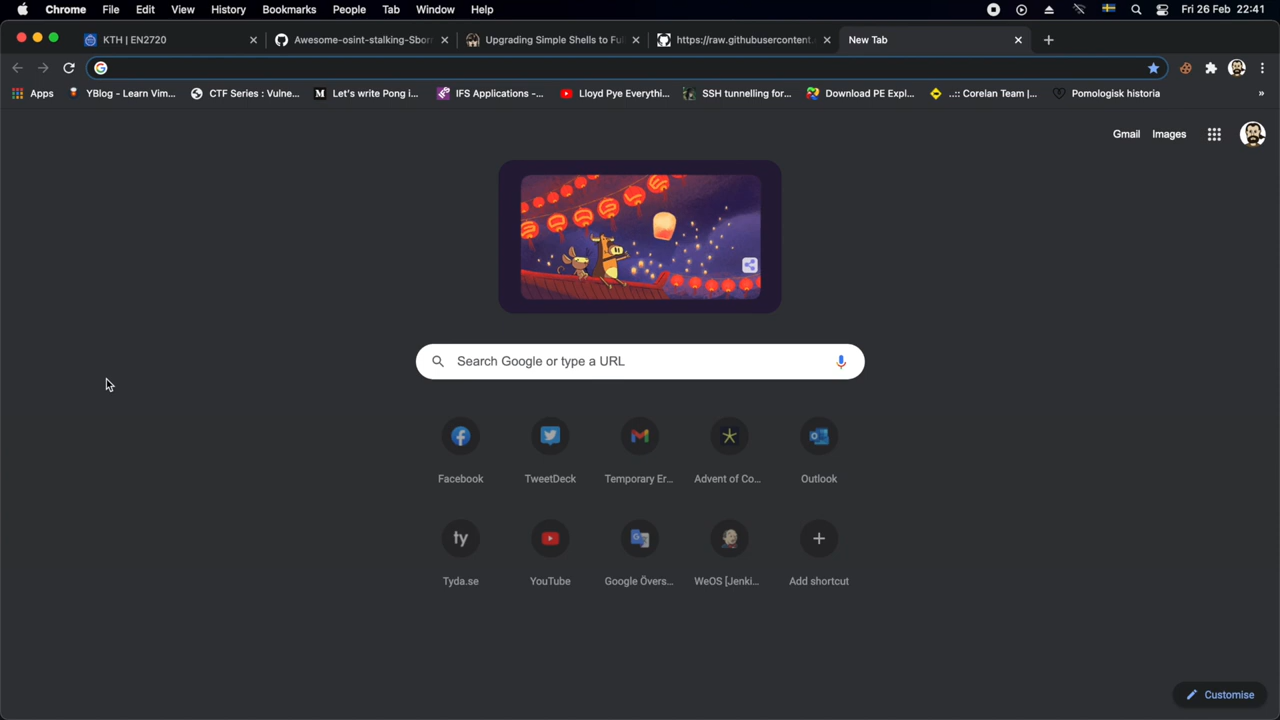 Chrome File Edit View History Bookmarks People Tab Window Help Fri 26 Feb 22:41
KTH | EN2720 Awesome-osint-stalking-Sborn Upgrading Simple Shells to Ful https://raw.githubusercontent. New Tab
Apps YBlog - Learn Vim... CTF Series : Vulne... Let's write Pong i... IFS Applications -... Lloyd Pye Everythi... SSH tunnelling for... Download PE Expl... ..:: Corelan Team |... Pomologisk historia »
Gmail Images
Search Google or type a URL
Facebook TweetDeck Temporary Er... Advent of Co... Outlook
ty
Tyda.se YouTube Google Övers... WeOS [Jenki... Add shortcut
Customise